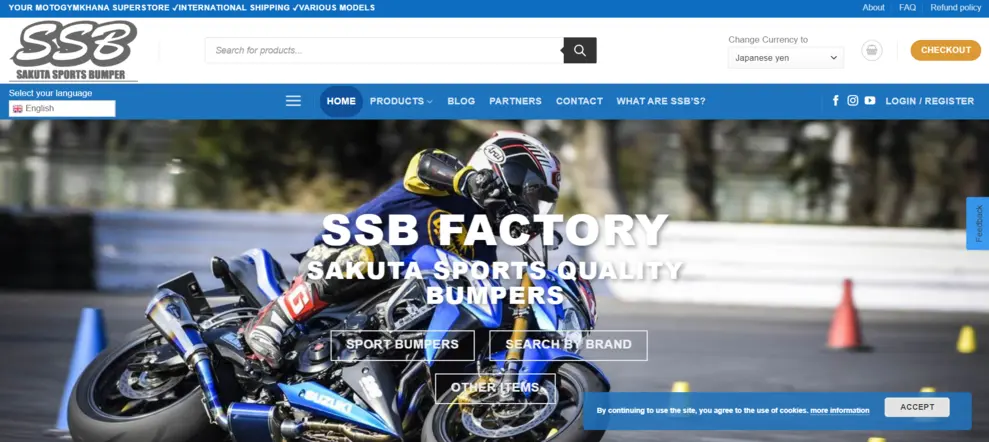 YOUR MOTOGYMKHANA SUPERSTORE ✓INTERNATIONAL SHIPPING ✓VARIOUS MODELS
About FAQ Refund policy
SSB
SAKUTA SPORTS BUMPER
Search for products...
Change Currency to
Japanese yen
CHECKOUT
Select your language
English
HOME PRODUCTS BLOG PARTNERS CONTACT WHAT ARE SSB'S?
LOGIN / REGISTER
Arai
SSB FACTORY
SAKUTA SPORTS QUALITY
BUMPERS
SPORT BUMPERS SEARCH BY BRAND
OTHER ITEMS
SUZUKI
Feedback
By continuing to use the site, you agree to the use of cookies. more information
ACCEPT